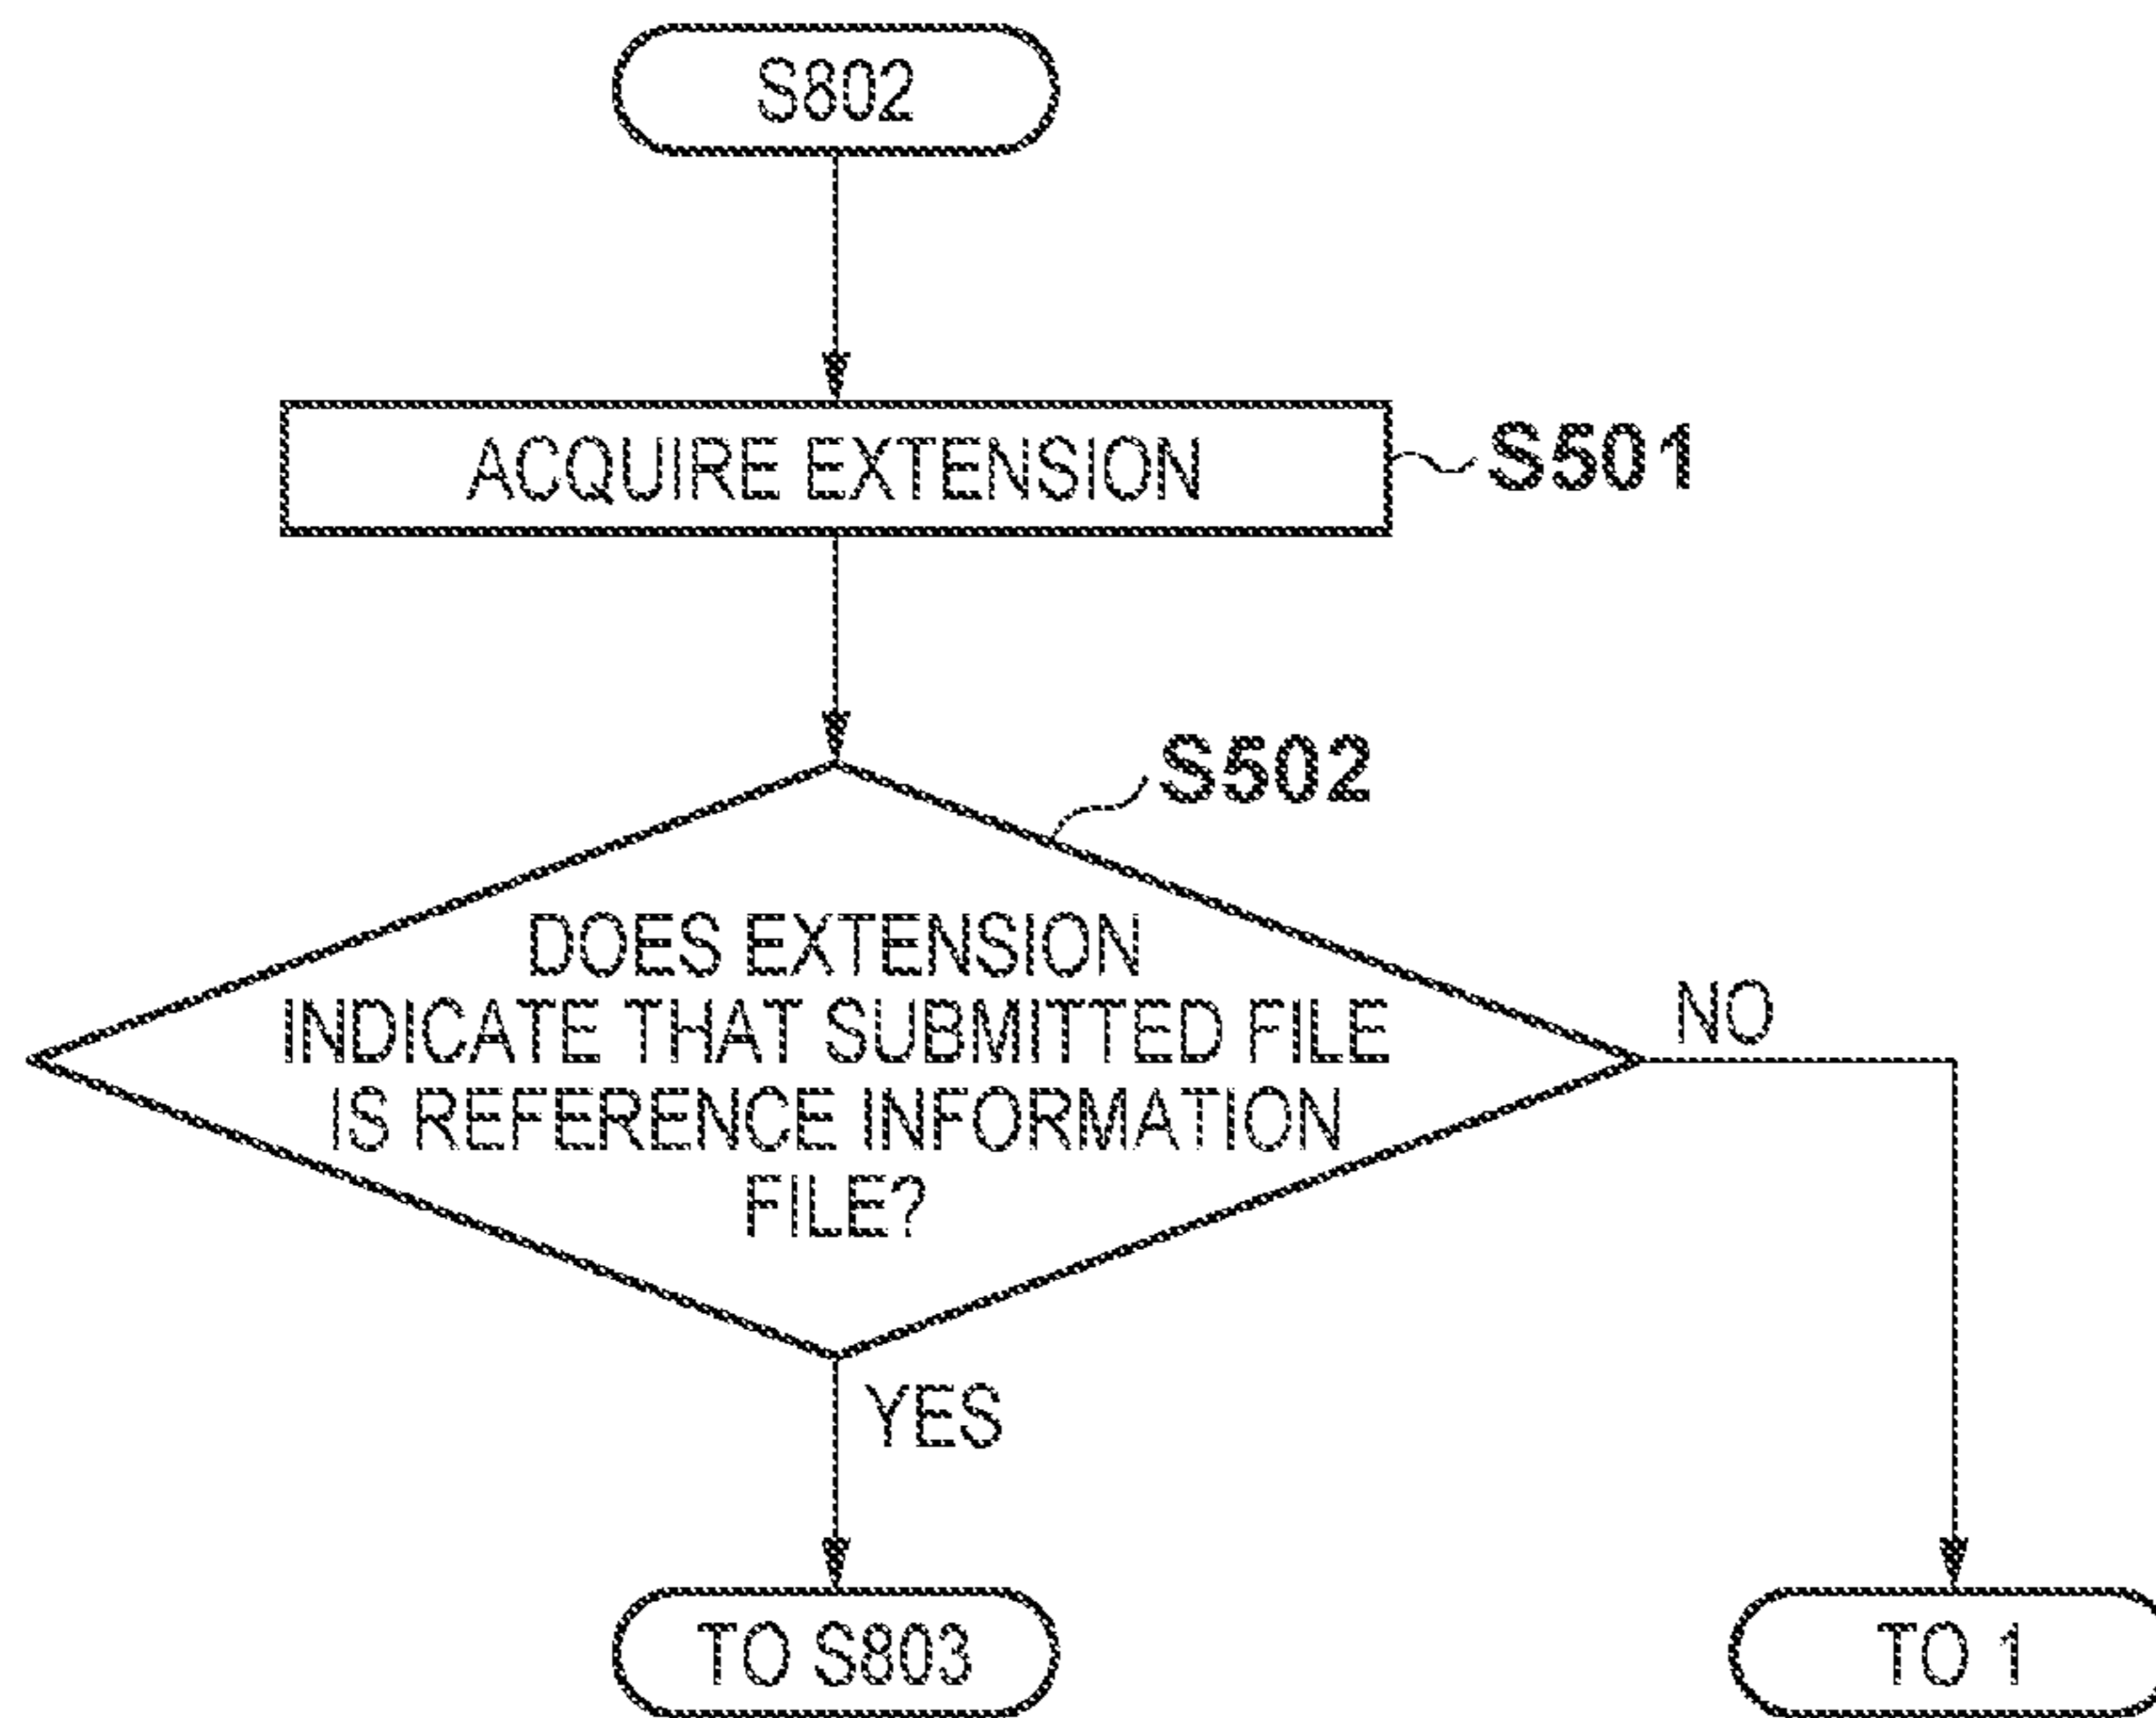 S802
ACQUIRE EXTENSION
S501
S502
DOES EXTENSION
INDICATE THAT SUBMITTED FILE
IS REFERENCE INFORMATION
FILE?
NO
YES
TO S803
TO 1